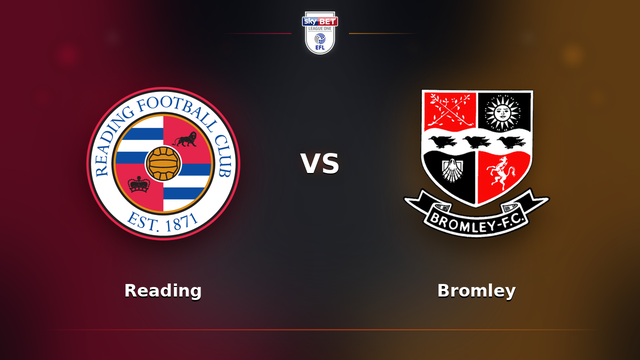 sky BET
LEAGUE ONE
EFL
READING FOOTBALL CLUB
EST. 1871
VS
BROMLEY-F.C.
Reading
Bromley